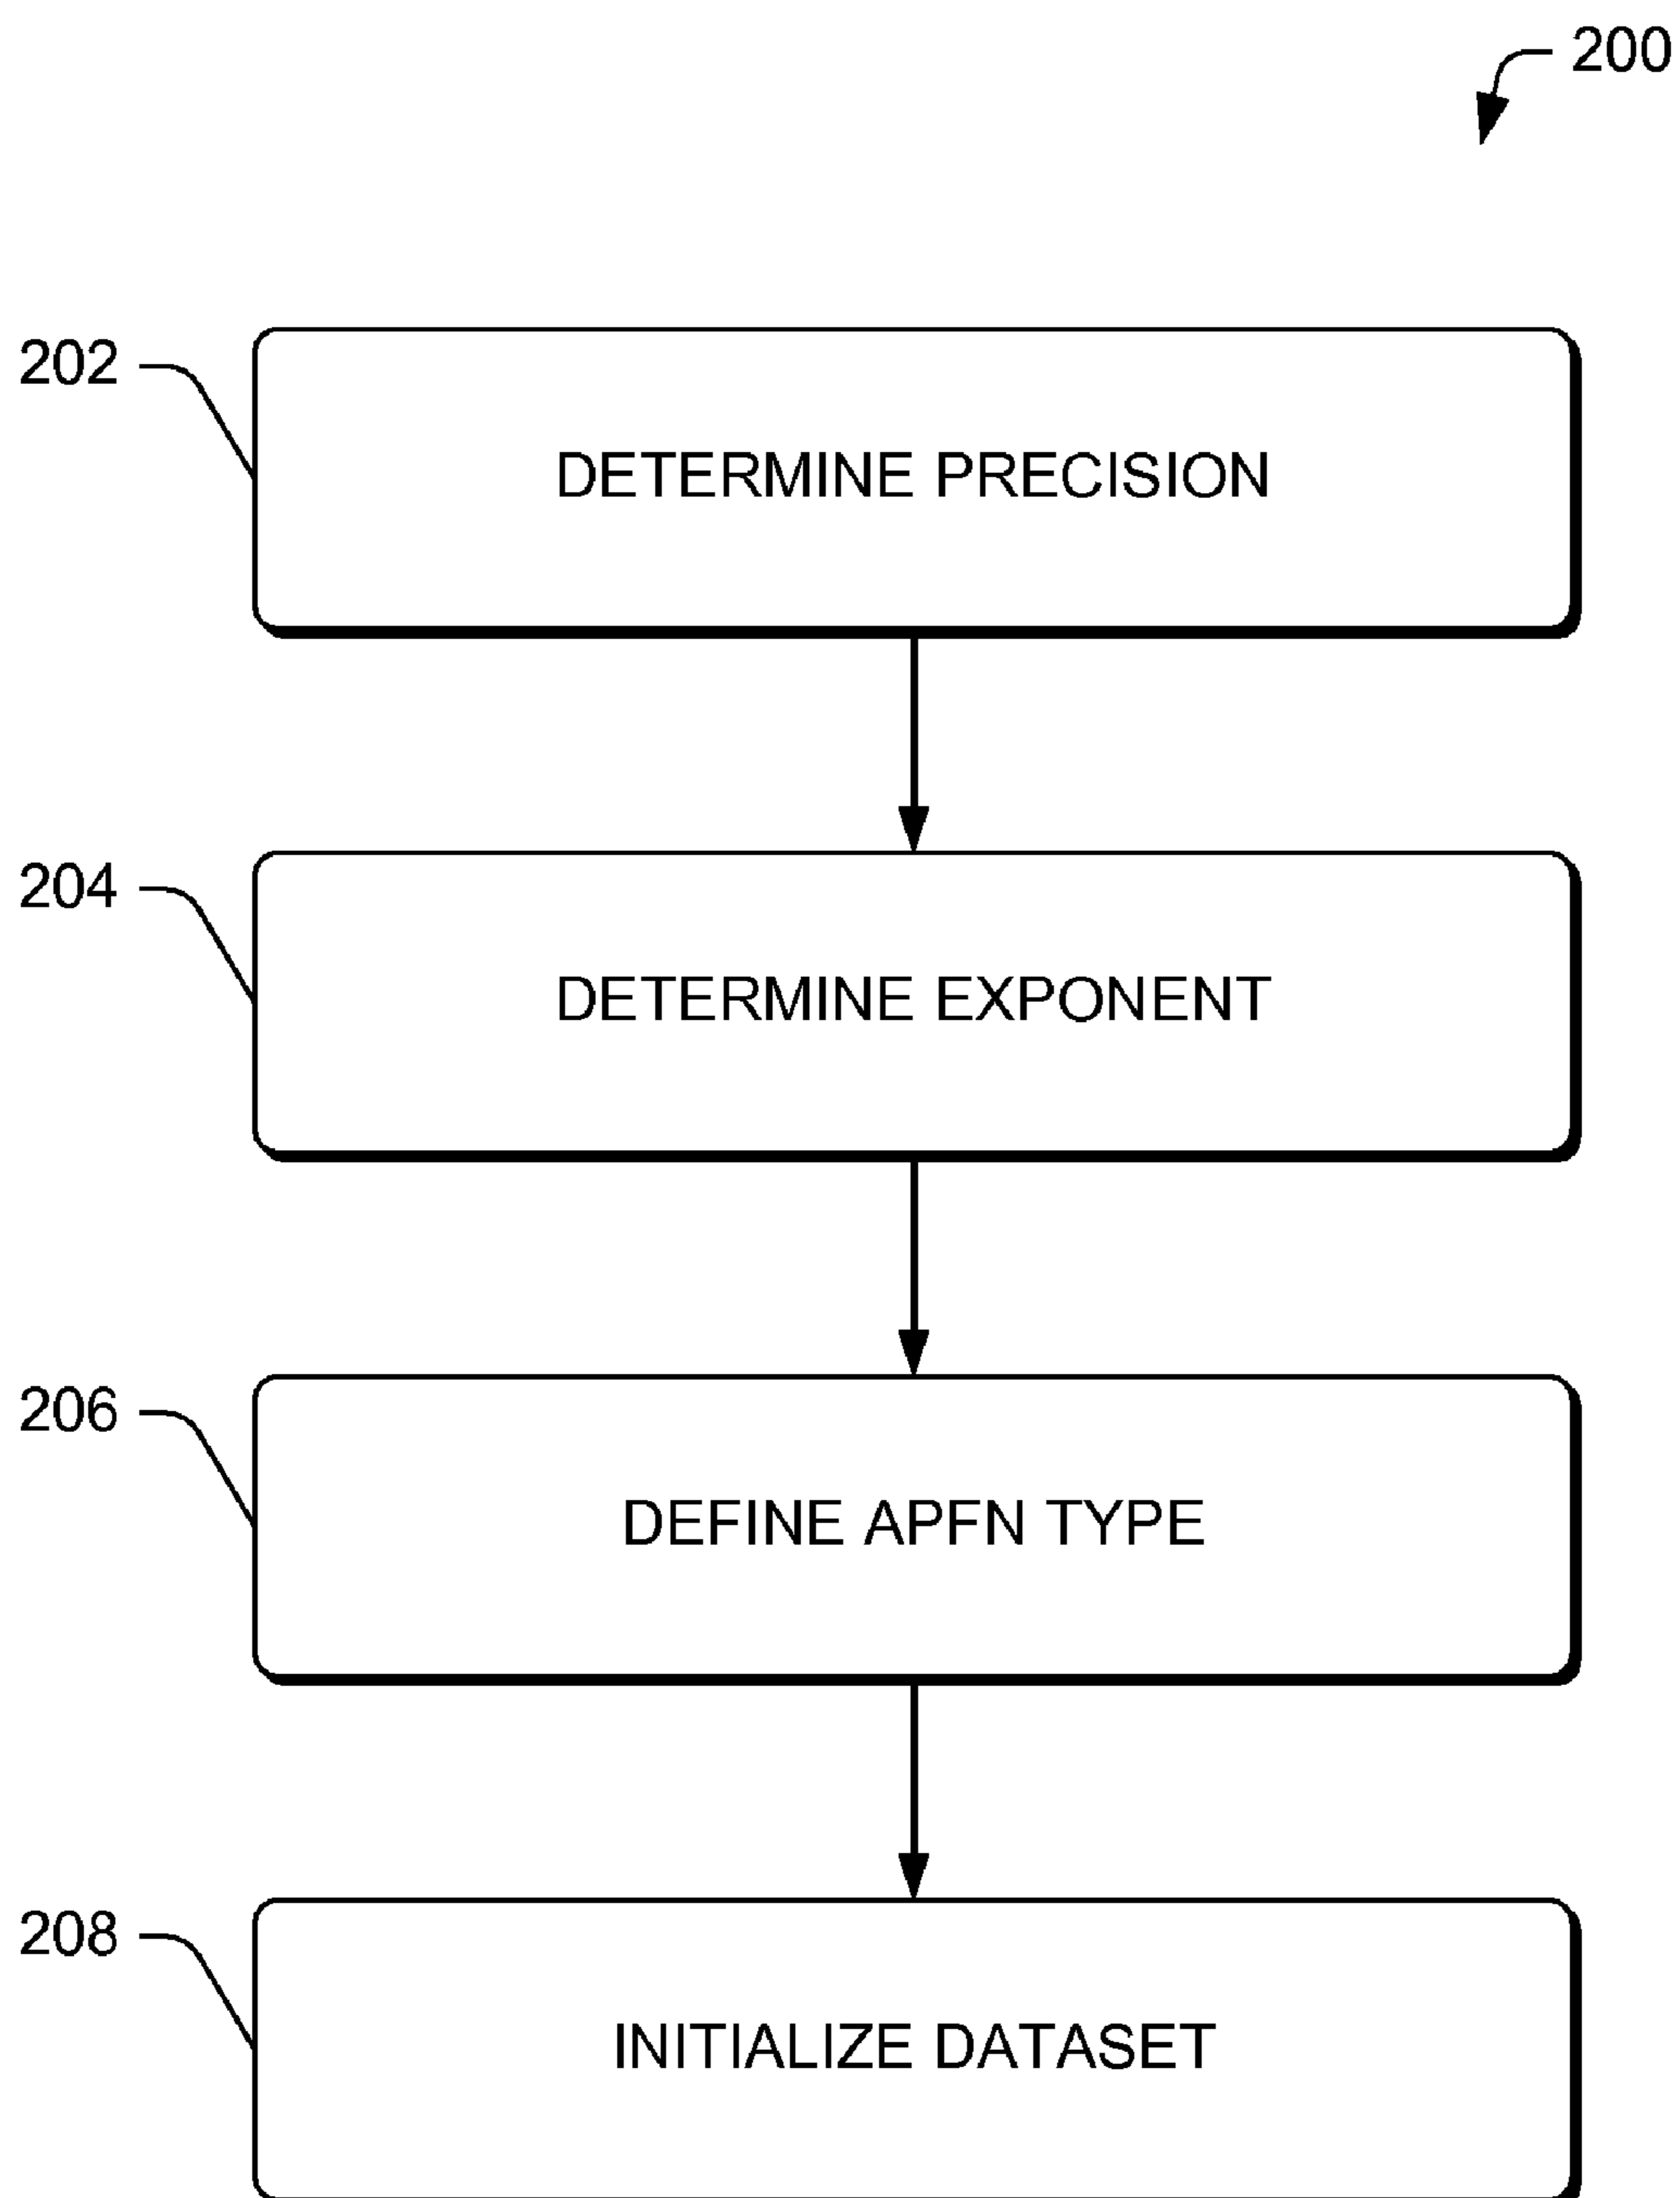 200
202
DETERMINE PRECISION
204
DETERMINE EXPONENT
206
DEFINE APFN TYPE
208
INITIALIZE DATASET